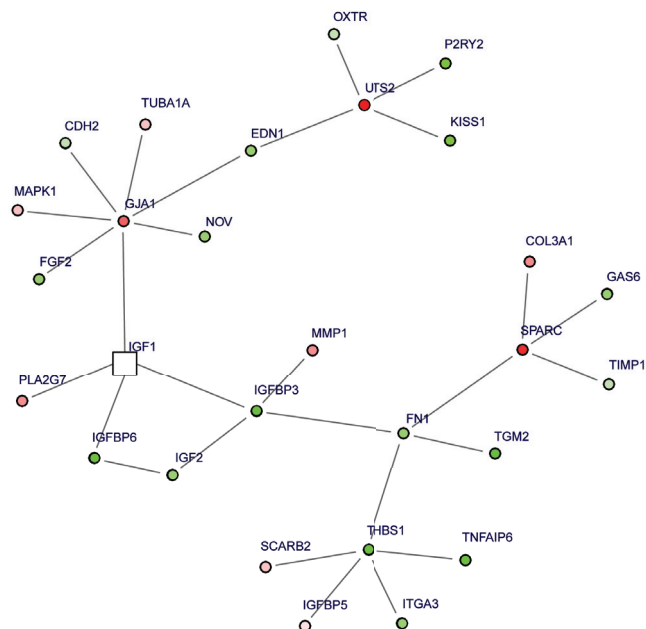 OXTR
P2RY2
UTS2
TUBA1A
CDH2
EDN1
KISS1
MAPK1
GJA1
NOV
COL3A1
FGF2
GAS6
MMP1
SPARC
IGF1
TIMP1
PLA2G7
IGFBP3
FN1
IGFBP6
IGF2
TGM2
THBS1
TNFAIP6
SCARB2
IGFBP5
ITGA3